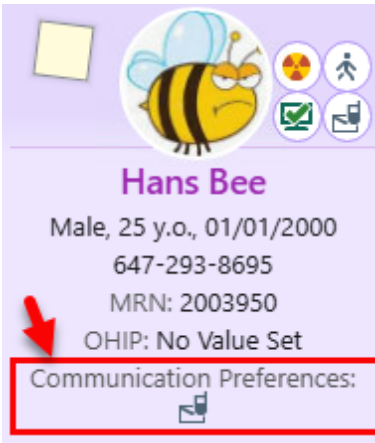 Hans Bee
Male, 25 y.o., 01/01/2000
647-293-8695
MRN: 2003950
OHIP: No Value Set
Communication Preferences: